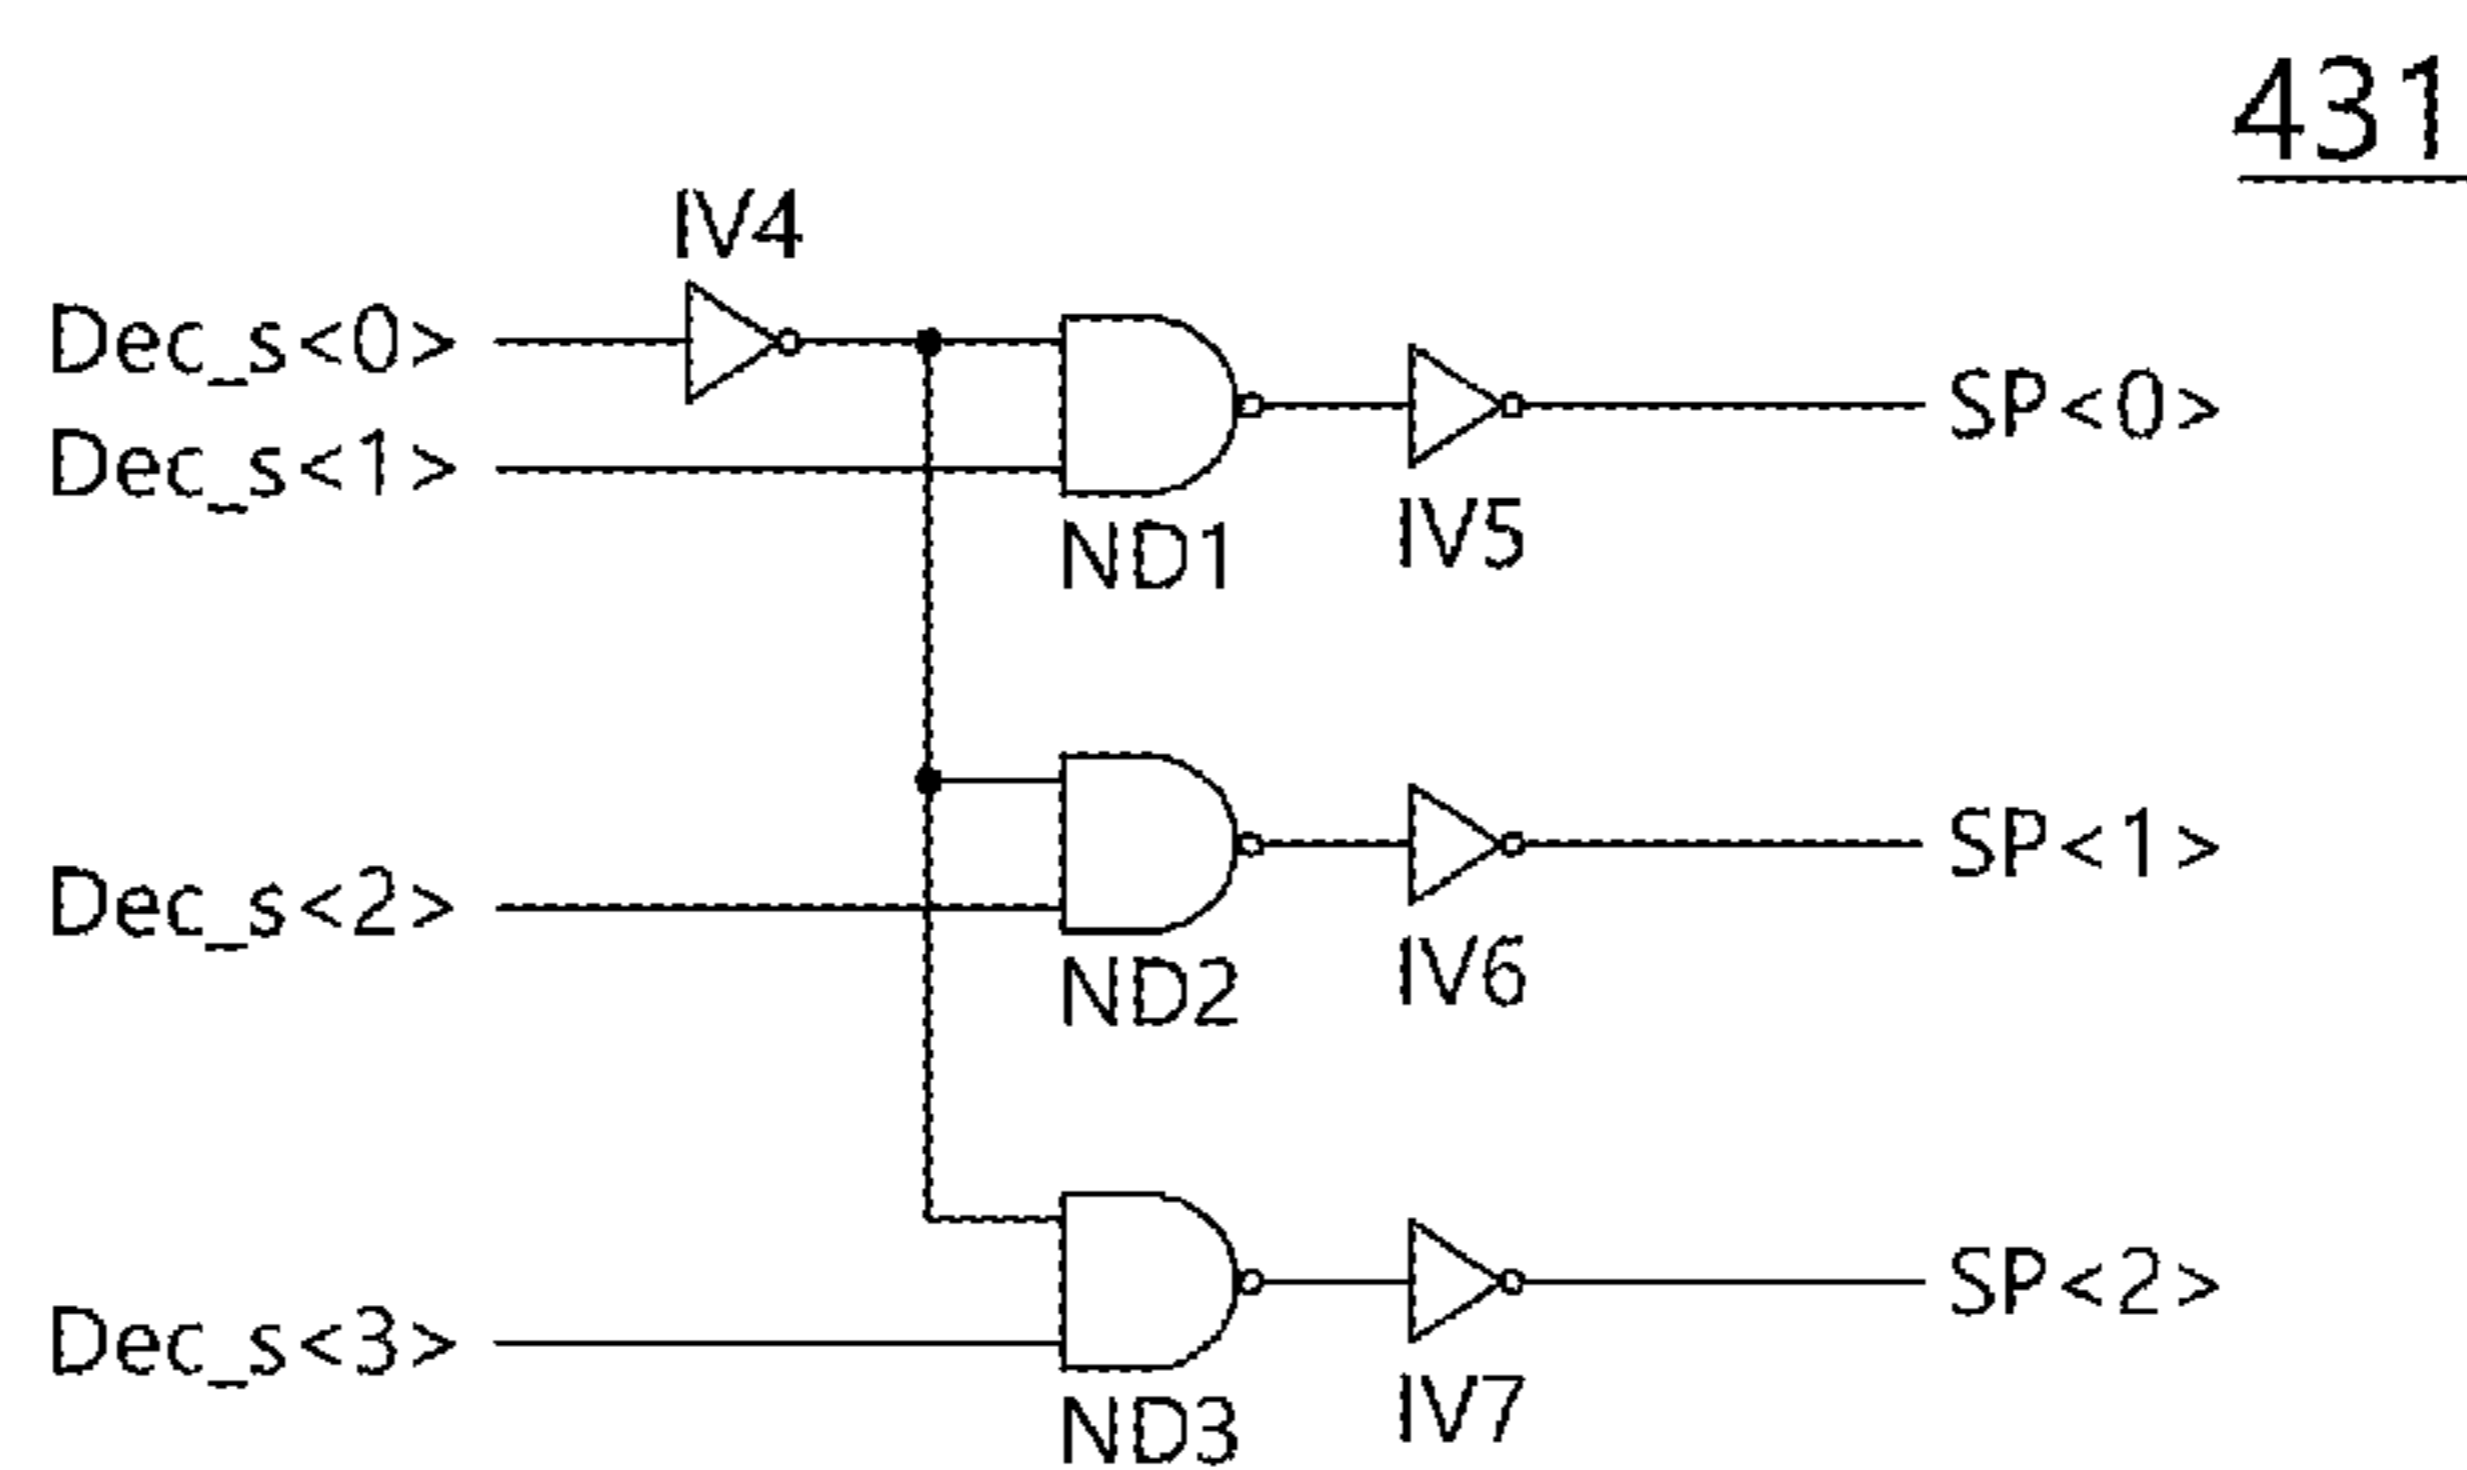 431
IV4
Dec_s<0>
Dec_s<1>
SP<0>
ND1
IV5
Dec_s<2>
SP<1>
ND2
IV6
Dec_s<3>
SP<2>
ND3
IV7